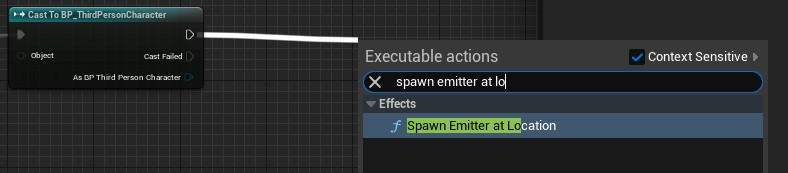 Cast To BP_ThirdPersonCharacter
Object
Cast Failed
As BP Third Person Character
Executable actions
Context Sensitive
spawn emitter at lo
Effects
f Spawn Emitter at Location